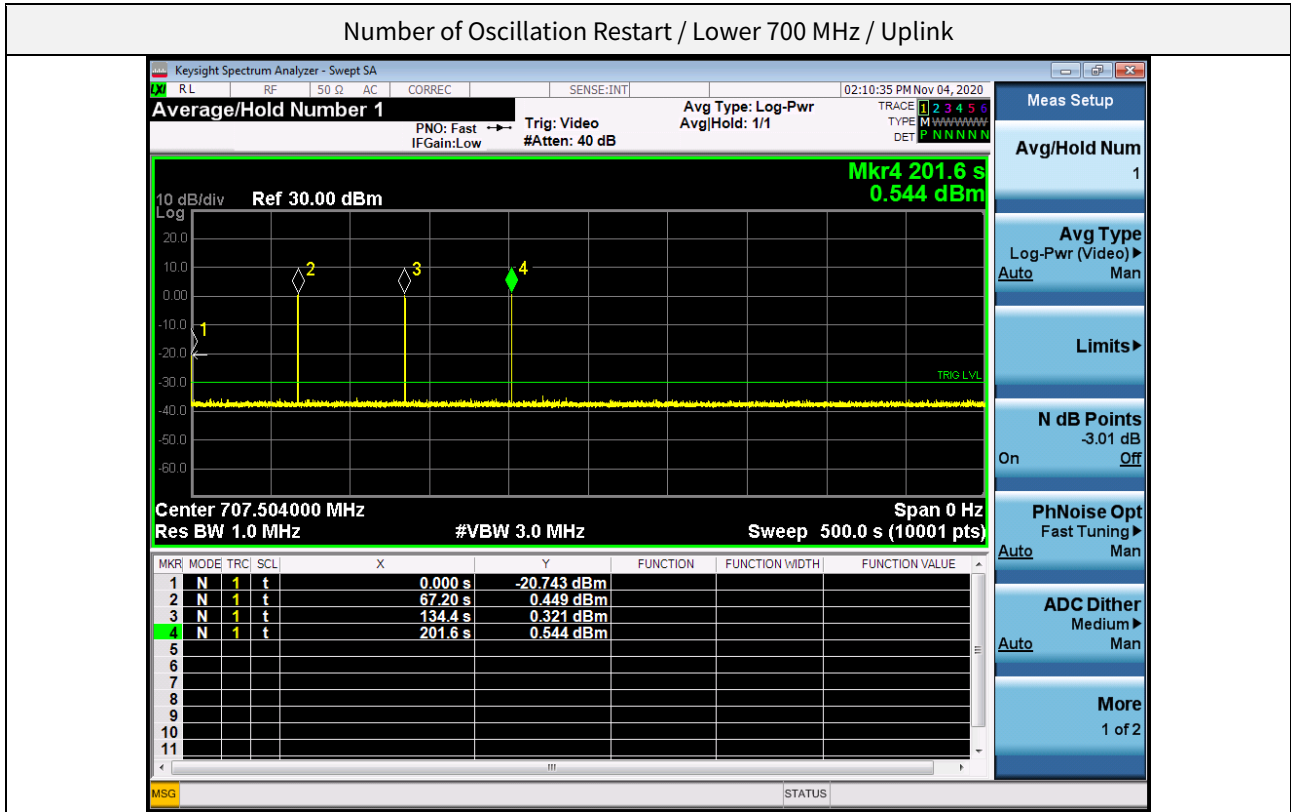 Number of Oscillation Restart / Lower 700 MHz / Uplink
Keysight Spectrum Analyzer - Swept SA
LXI RL RF 50 Ω AC CORREC SENSE:INT 02:10:35 PM Nov 04, 2020
Average/Hold Number 1
PNO: Fast
IFGain:Low
Trig: Video
#Atten: 40 dB
Avg Type: Log-Pwr
Avg|Hold: 1/1
TRACE 1 2 3 4 5 6
TYPE M WWWWW
DET P N N N N N
Mkr4 201.6 s
0.544 dBm
10 dB/div Ref 30.00 dBm
Log
20.0
10.0
0.00
-10.0
-20.0
-30.0
-40.0
-50.0
-60.0
1
2
3
4
TRIG LVL
Center 707.504000 MHz Span 0 Hz
Res BW 1.0 MHz #VBW 3.0 MHz Sweep 500.0 s (10001 pts)
MKR MODE TRC SCL X Y FUNCTION FUNCTION WIDTH FUNCTION VALUE
1 N 1 t 0.000 s -20.743 dBm
2 N 1 t 67.20 s 0.449 dBm
3 N 1 t 134.4 s 0.321 dBm
4 N 1 t 201.6 s 0.544 dBm
5
6
7
8
9
10
11
MSG STATUS
Meas Setup
Avg/Hold Num
1
Avg Type
Log-Pwr (Video)
Auto Man
Limits
N dB Points
-3.01 dB
On Off
PhNoise Opt
Fast Tuning
Auto Man
ADC Dither
Medium
Auto Man
More
1 of 2